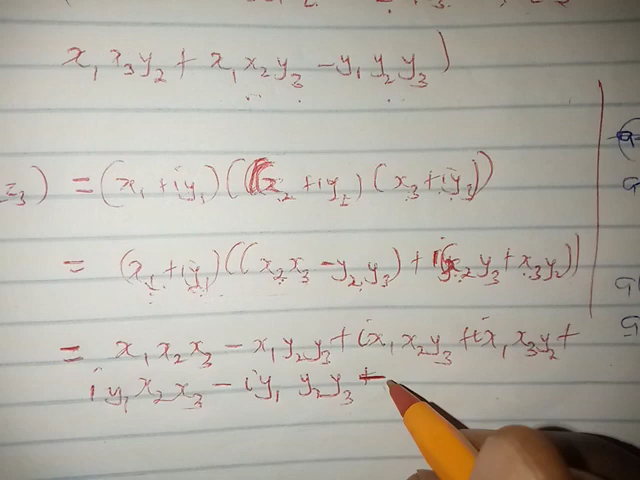 x₁x₃y₂ + x₁x₂y₃ - y₁y₂y₃)
z₃) = (x₁ + iy₁)((x₂ + iy₂)(x₃ + iy₃))
= (x₁ + iy₁)((x₂x₃ - y₂y₃) + i(x₂y₃ + x₃y₂))
= x₁x₂x₃ - x₁y₂y₃ + ix₁x₂y₃ + ix₁x₃y₂ +
iy₁x₂x₃ - iy₁y₂y₃ -